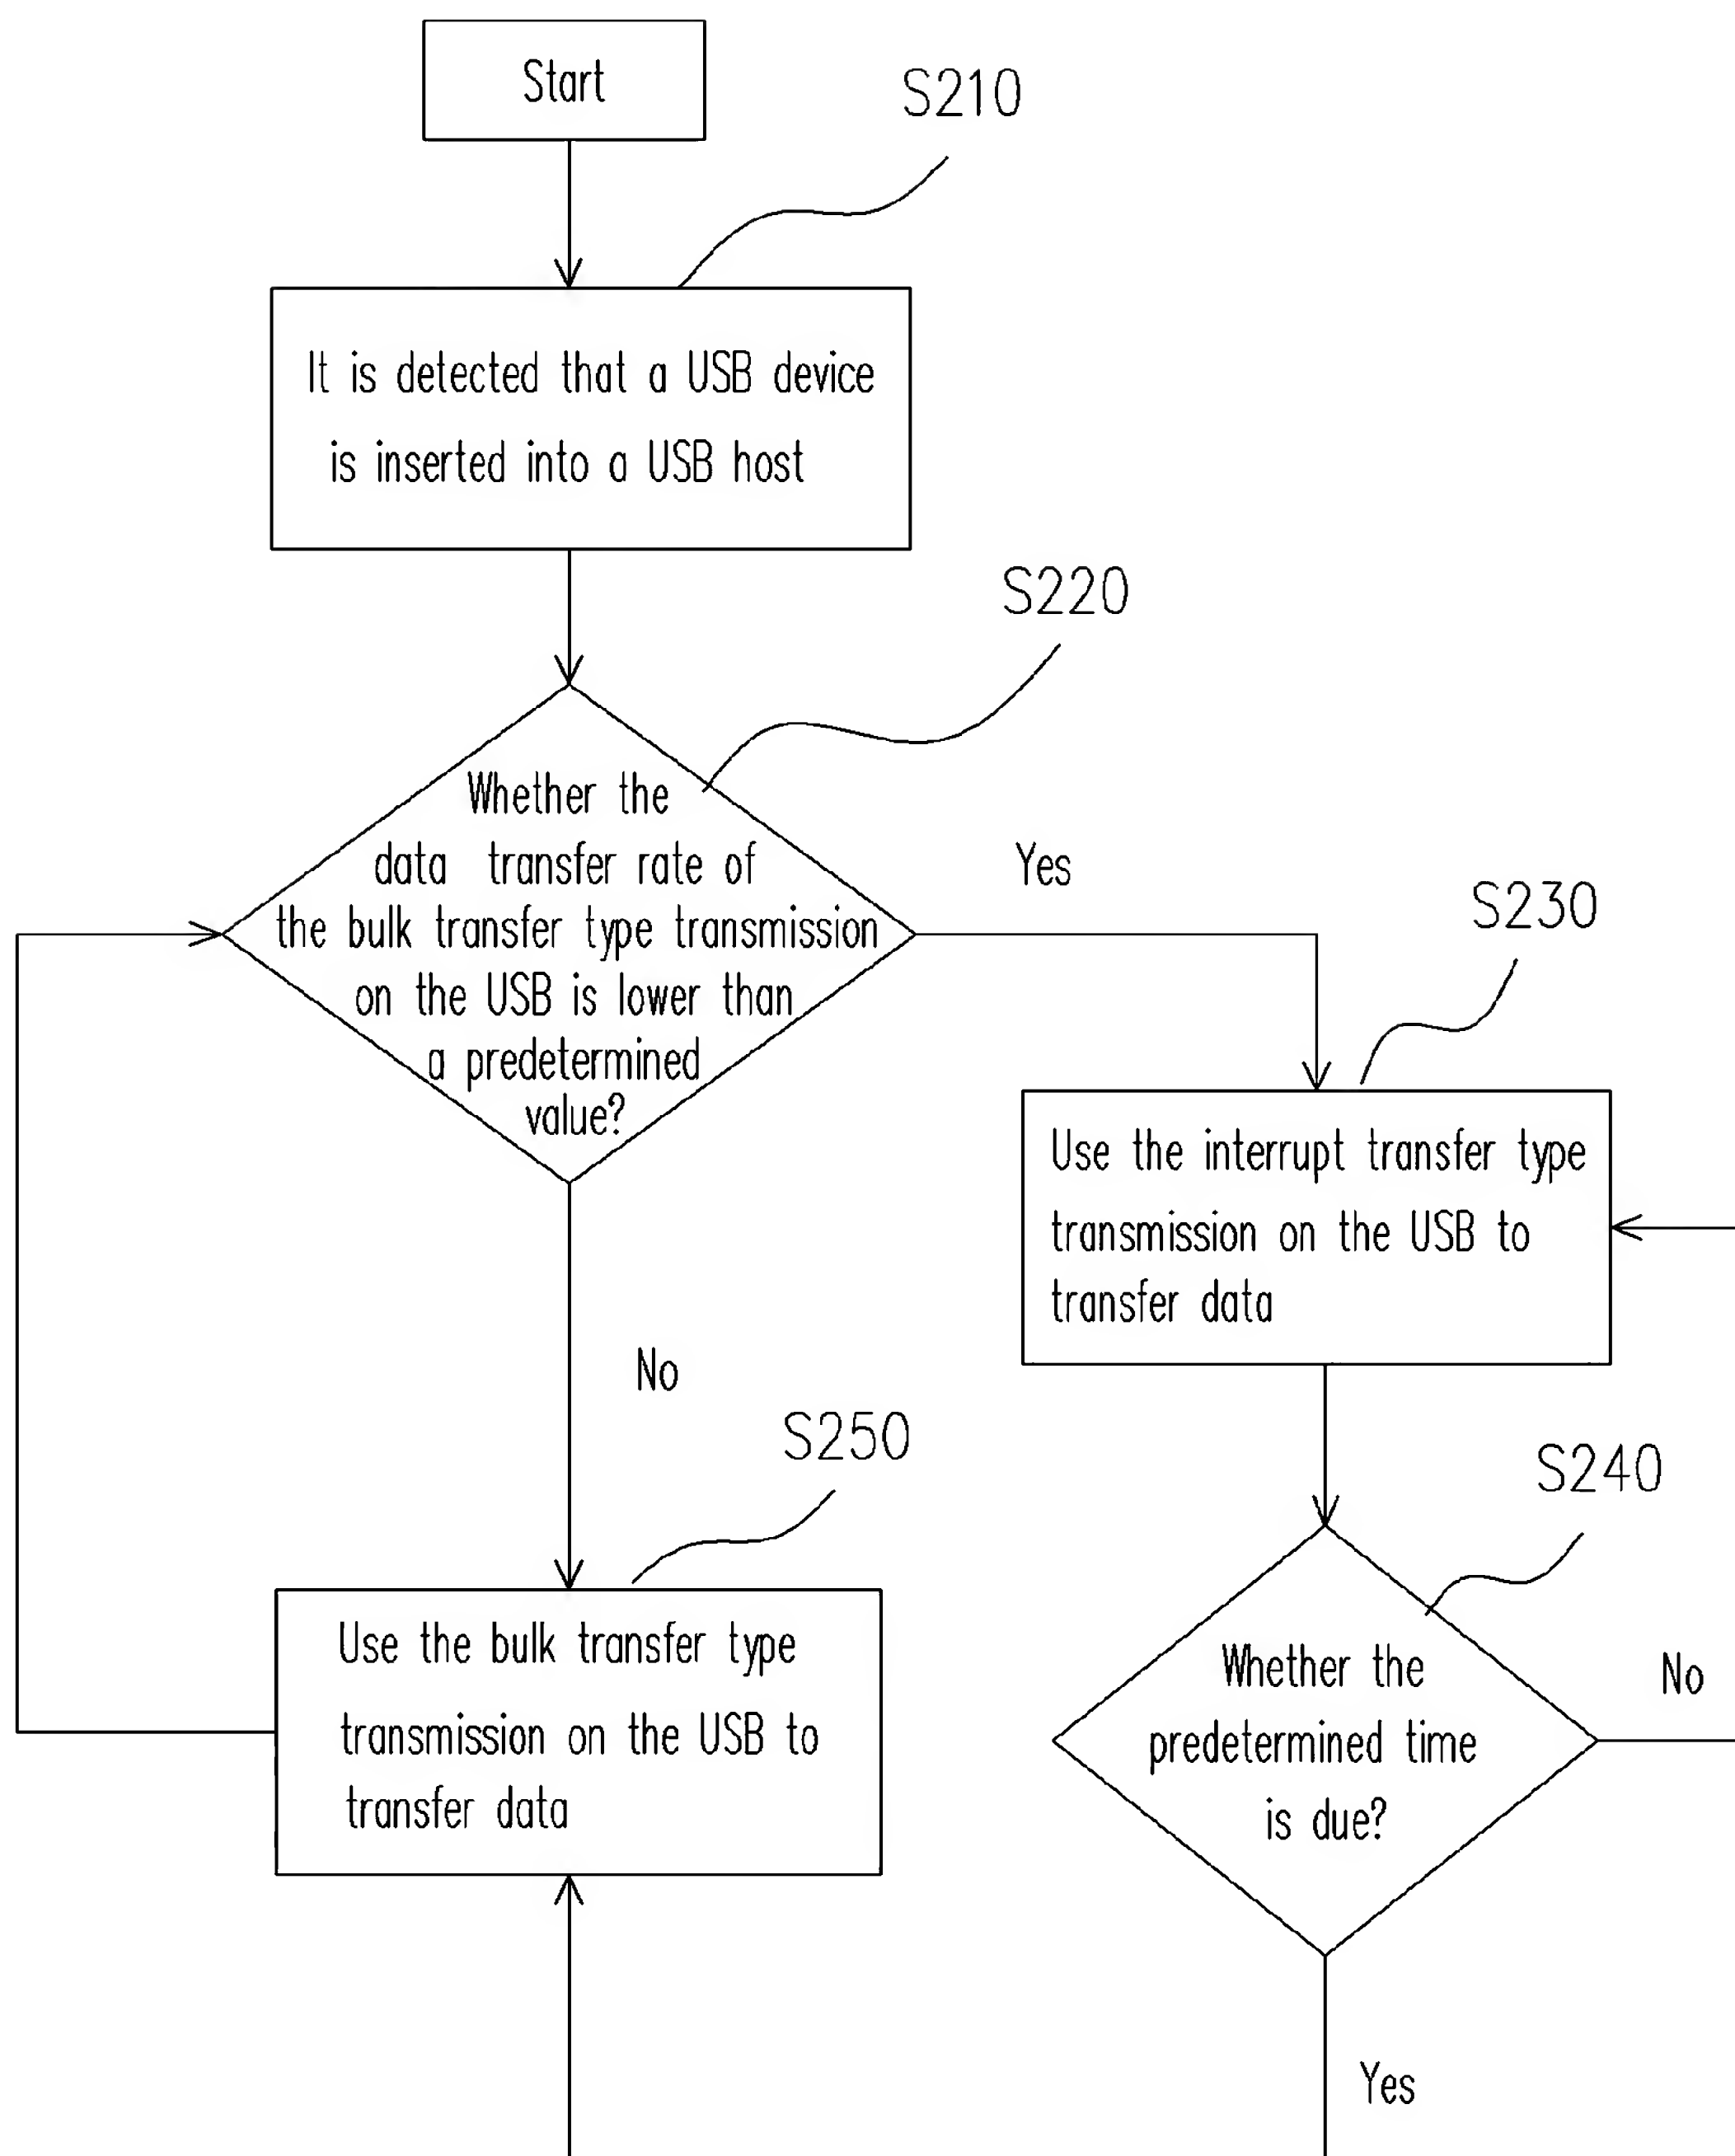 Start
S210
It is detected that a USB device
is inserted into a USB host
S220
Whether the
data transfer rate of
the bulk transfer type transmission
on the USB is lower than
a predetermined
value?
Yes
S230
Use the interrupt transfer type
transmission on the USB to
transfer data
No
S250
S240
Use the bulk transfer type
transmission on the USB to
transfer data
Whether the
predetermined time
is due?
No
Yes